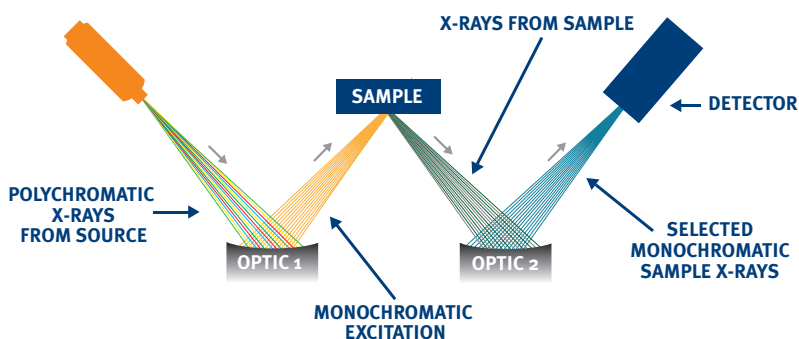 X-RAYS FROM SAMPLE
SAMPLE
DETECTOR
POLYCHROMATIC
X-RAYS
FROM SOURCE
OPTIC 1
OPTIC 2
SELECTED
MONOCHROMATIC
SAMPLE X-RAYS
MONOCHROMATIC
EXCITATION